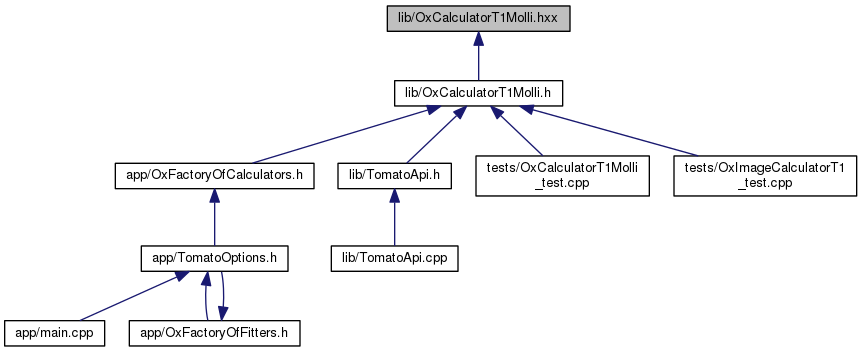 lib/OxCalculatorT1Molli.hxx
lib/OxCalculatorT1Molli.h
app/OxFactoryOfCalculators.h
lib/TomatoApi.h
tests/OxCalculatorT1Molli
_test.cpp
tests/OxImageCalculatorT1
_test.cpp
app/TomatoOptions.h
lib/TomatoApi.cpp
app/main.cpp
app/OxFactoryOfFitters.h